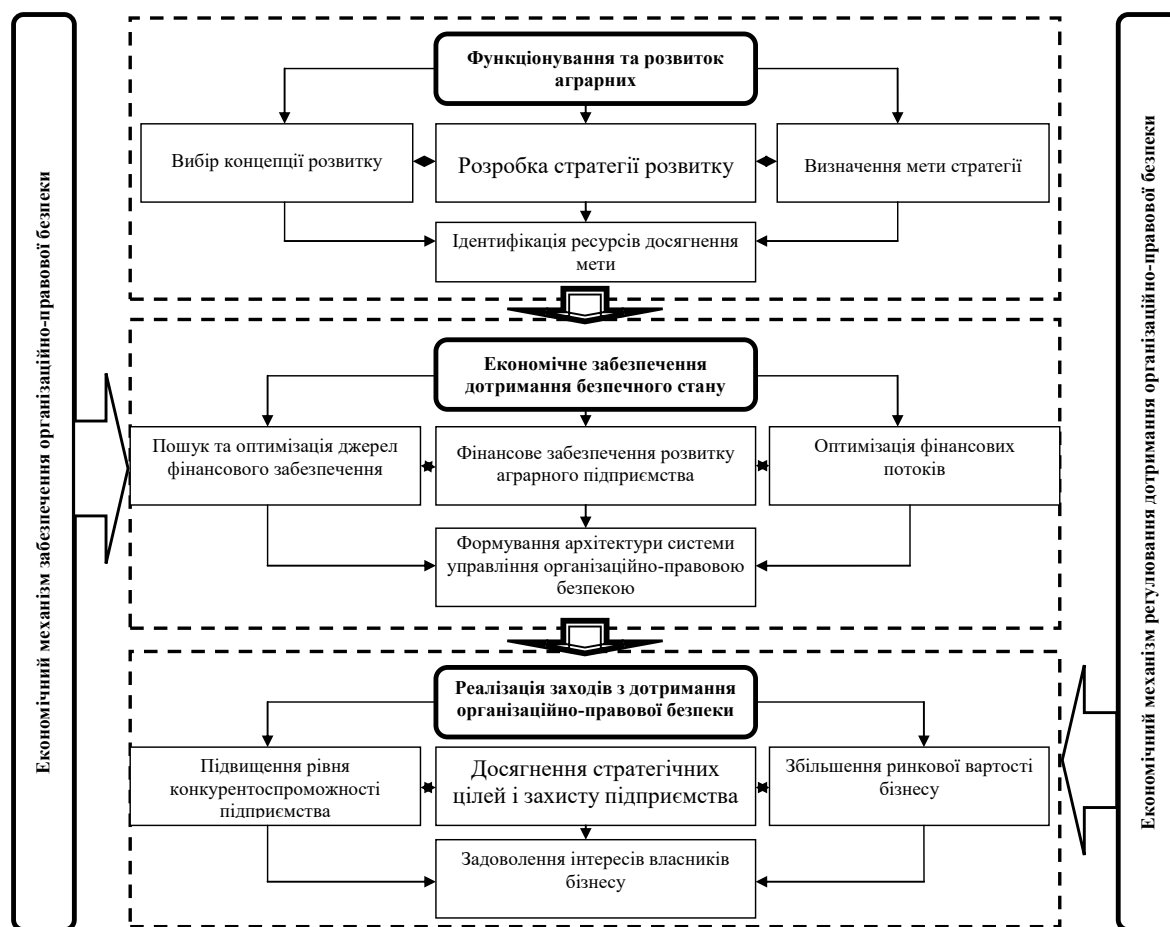 Економічний механізм забезпечення організаційно-правової безпеки
Функціонування та розвиток
аграрних
Вибір концепції розвитку
Розробка стратегії розвитку
Визначення мети стратегії
Ідентифікація ресурсів досягнення
мети
Економічне забезпечення
дотримання безпечного стану
Пошук та оптимізація джерел
фінансового забезпечення
Фінансове забезпечення розвитку
аграрного підприємства
Оптимізація фінансових
потоків
Формування архітектури системи
управління організаційно-правовою
безпекою
Реалізація заходів з дотримання
організаційно-правової безпеки
Підвищення рівня
конкурентоспроможності
підприємства
Досягнення стратегічних
цілей і захисту підприємства
Збільшення ринкової вартості
бізнесу
Задоволення інтересів власників
бізнесу
Економічний механізм регулювання дотримання організаційно-правової безпеки